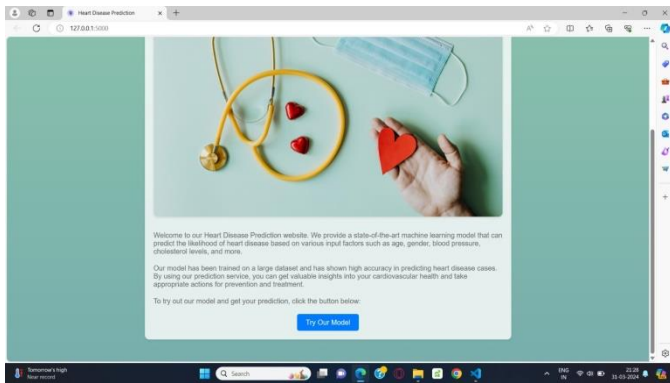 Heart Disease Prediction
127.0.0.1:5000
Welcome to our Heart Disease Prediction website. We provide a state-of-the-art machine learning model that can
predict the likelihood of heart disease based on various input factors such as age, gender, blood pressure,
cholesterol levels, and more.
Our model has been trained on a large dataset and has shown high accuracy in predicting heart disease cases.
By using our prediction service, you can get valuable insights into your cardiovascular health and take
appropriate actions for prevention and treatment.
To try out our model and get your prediction, click the button below:
Try Our Model
Tomorrow's high
Near record
Search
ENG
IN
21:28
31-05-2024